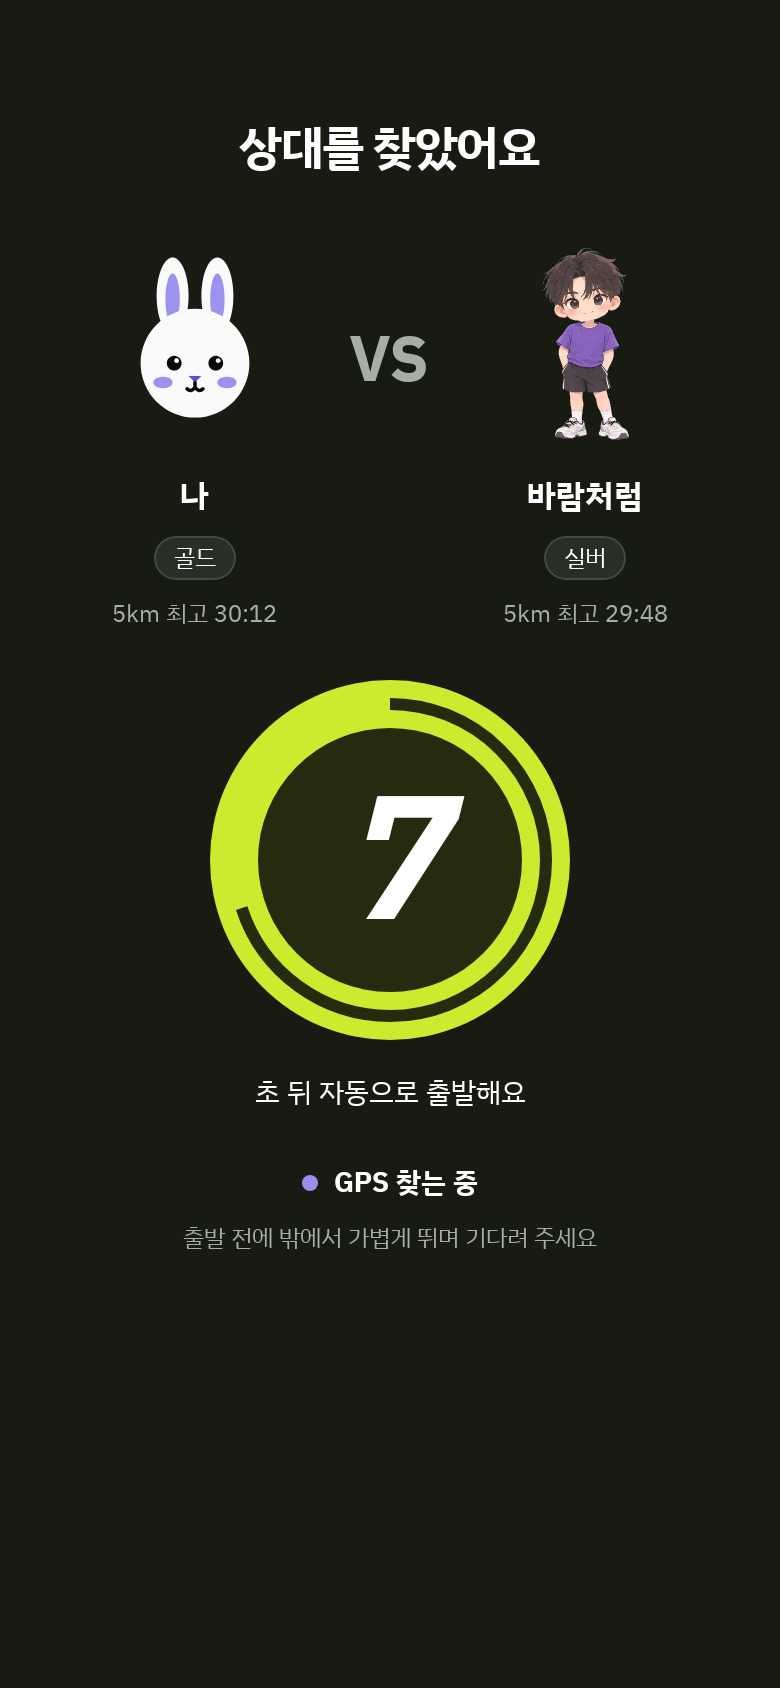 상대를 찾았어요
VS
나
바람처럼
골드
실버
5km 최고 30:12
5km 최고 29:48
7
초 뒤 자동으로 출발해요
GPS 찾는 중
출발 전에 밖에서 가볍게 뛰며 기다려 주세요